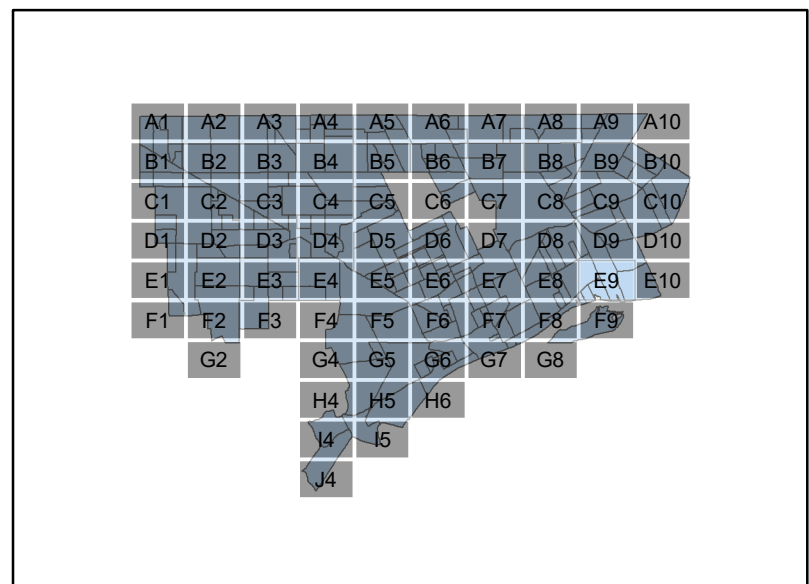 A1 A2 A3 A4 A5 A6 A7 A8 A9 A10
B1 B2 B3 B4 B5 B6 B7 B8 B9 B10
C1 C2 C3 C4 C5 C6 C7 C8 C9 C10
D1 D2 D3 D4 D5 D6 D7 D8 D9 D10
E1 E2 E3 E4 E5 E6 E7 E8 E9 E10
F1 F2 F3 F4 F5 F6 F7 F8 F9
G2 G4 G5 G6 G7 G8
H4 H5 H6
I4 I5
J4